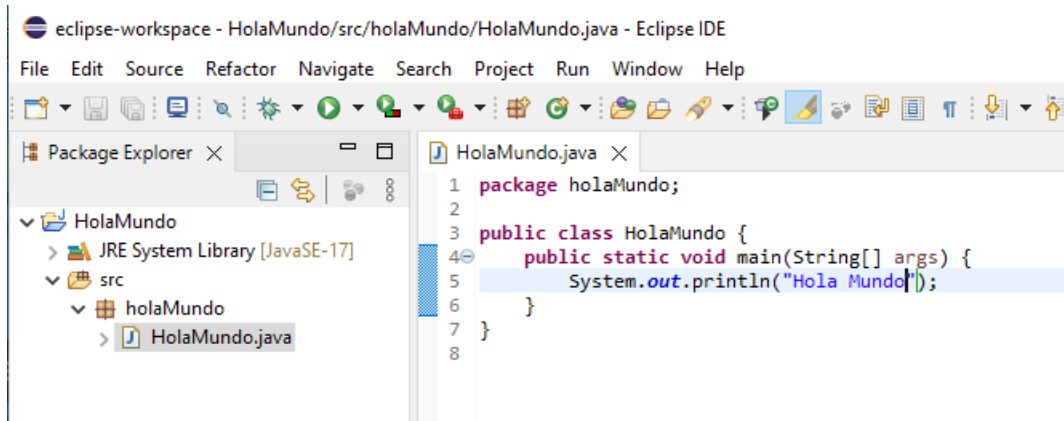 eclipse-workspace - HolaMundo/src/holaMundo/HolaMundo.java - Eclipse IDE
File Edit Source Refactor Navigate Search Project Run Window Help
Package Explorer
HolaMundo
JRE System Library [JavaSE-17]
src
holaMundo
HolaMundo.java
HolaMundo.java
1 package holaMundo;
2
3 public class HolaMundo {
4 public static void main(String[] args) {
5 System.out.println("Hola Mundo");
6 }
7 }
8